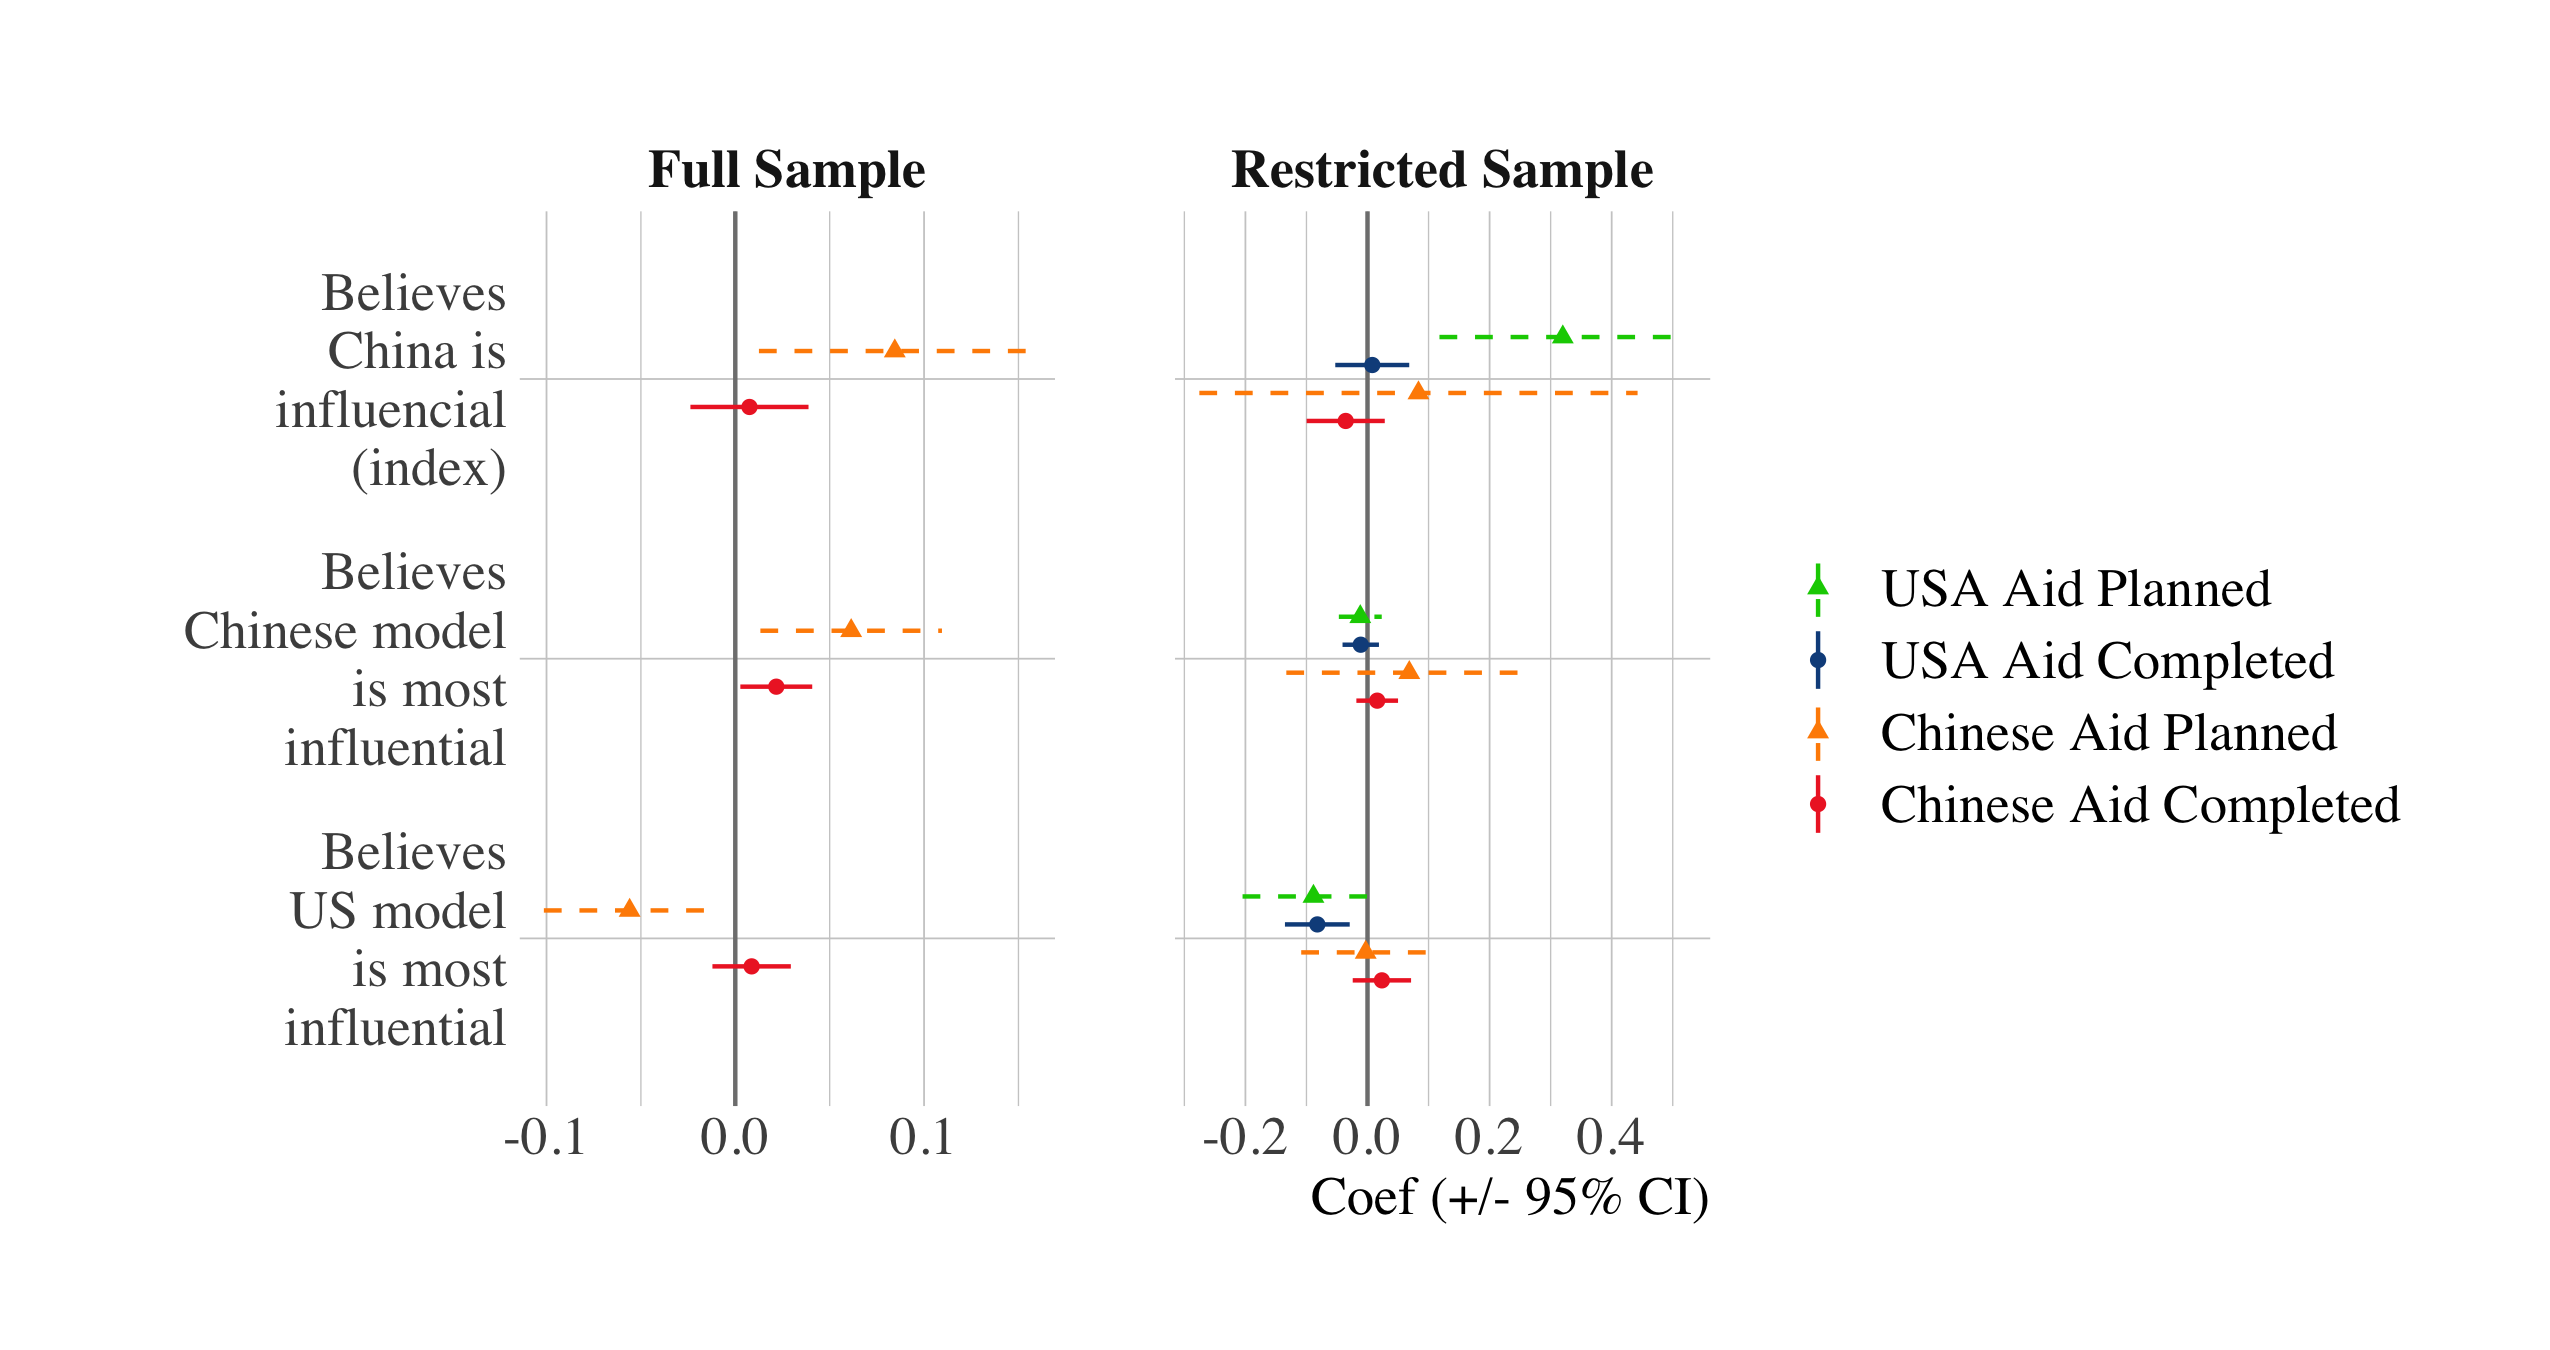 Full Sample
Restricted Sample
Believes
China is
influencial
(index)
Believes
Chinese model
is most
influential
Believes
US model
is most
influential
-0.1 0.0 0.1
-0.2 0.0 0.2 0.4
Coef (+/- 95% CI)
USA Aid Planned
USA Aid Completed
Chinese Aid Planned
Chinese Aid Completed